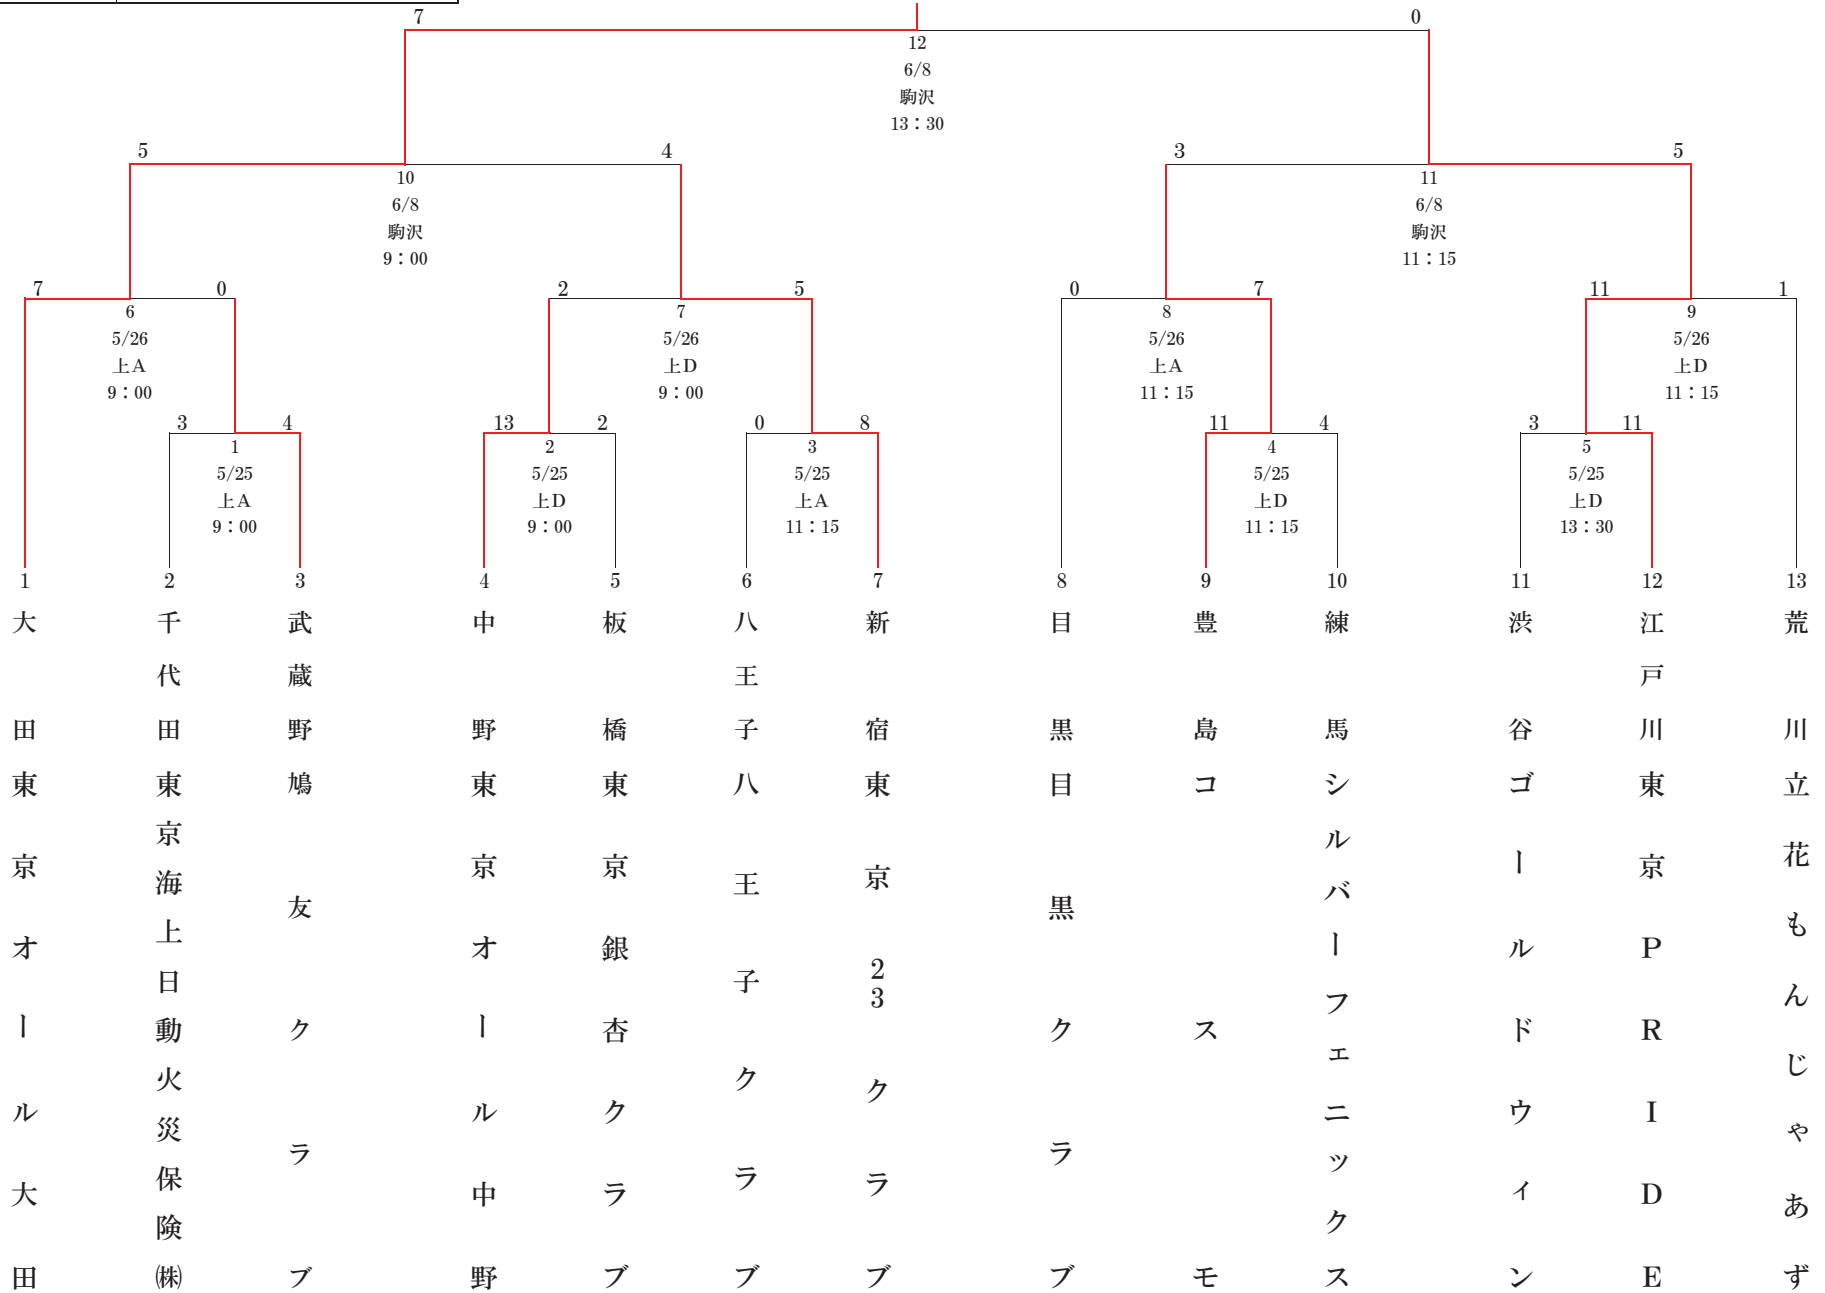 7 0
12
6/8
駒沢
13：30
5 4 3 5
10 11
6/8 6/8
駒沢 駒沢
9：00 11：15
7 0 2 5 0 7 11 1
6 7 8 9
5/26 5/26 5/26 5/26
上A 上D 上A 上D
9：00 9：00 11：15 11：15
3 4 13 2 0 8 11 4 3 11
1 2 3 4 5
5/25 5/25 5/25 5/25 5/25
上A 上D 上A 上D 上D
9：00 9：00 11：15 11：15 13：30
1 2 3 4 5 6 7 8 9 10 11 12 13
大田
東京オール大田
千代田
東京海上日動火災保険㈱
武蔵野
鳩友クラブ
中野
東京オール中野
板橋
東京銀杏クラブ
八王子
八王子クラブ
新宿
東京23クラブ
目黒
目黒クラブ
豊島
コスモ
練馬
シルバーフェニックス
渋谷
ゴールドウィン
江戸川
東京PRIDE
荒川
立花もんじゃあず